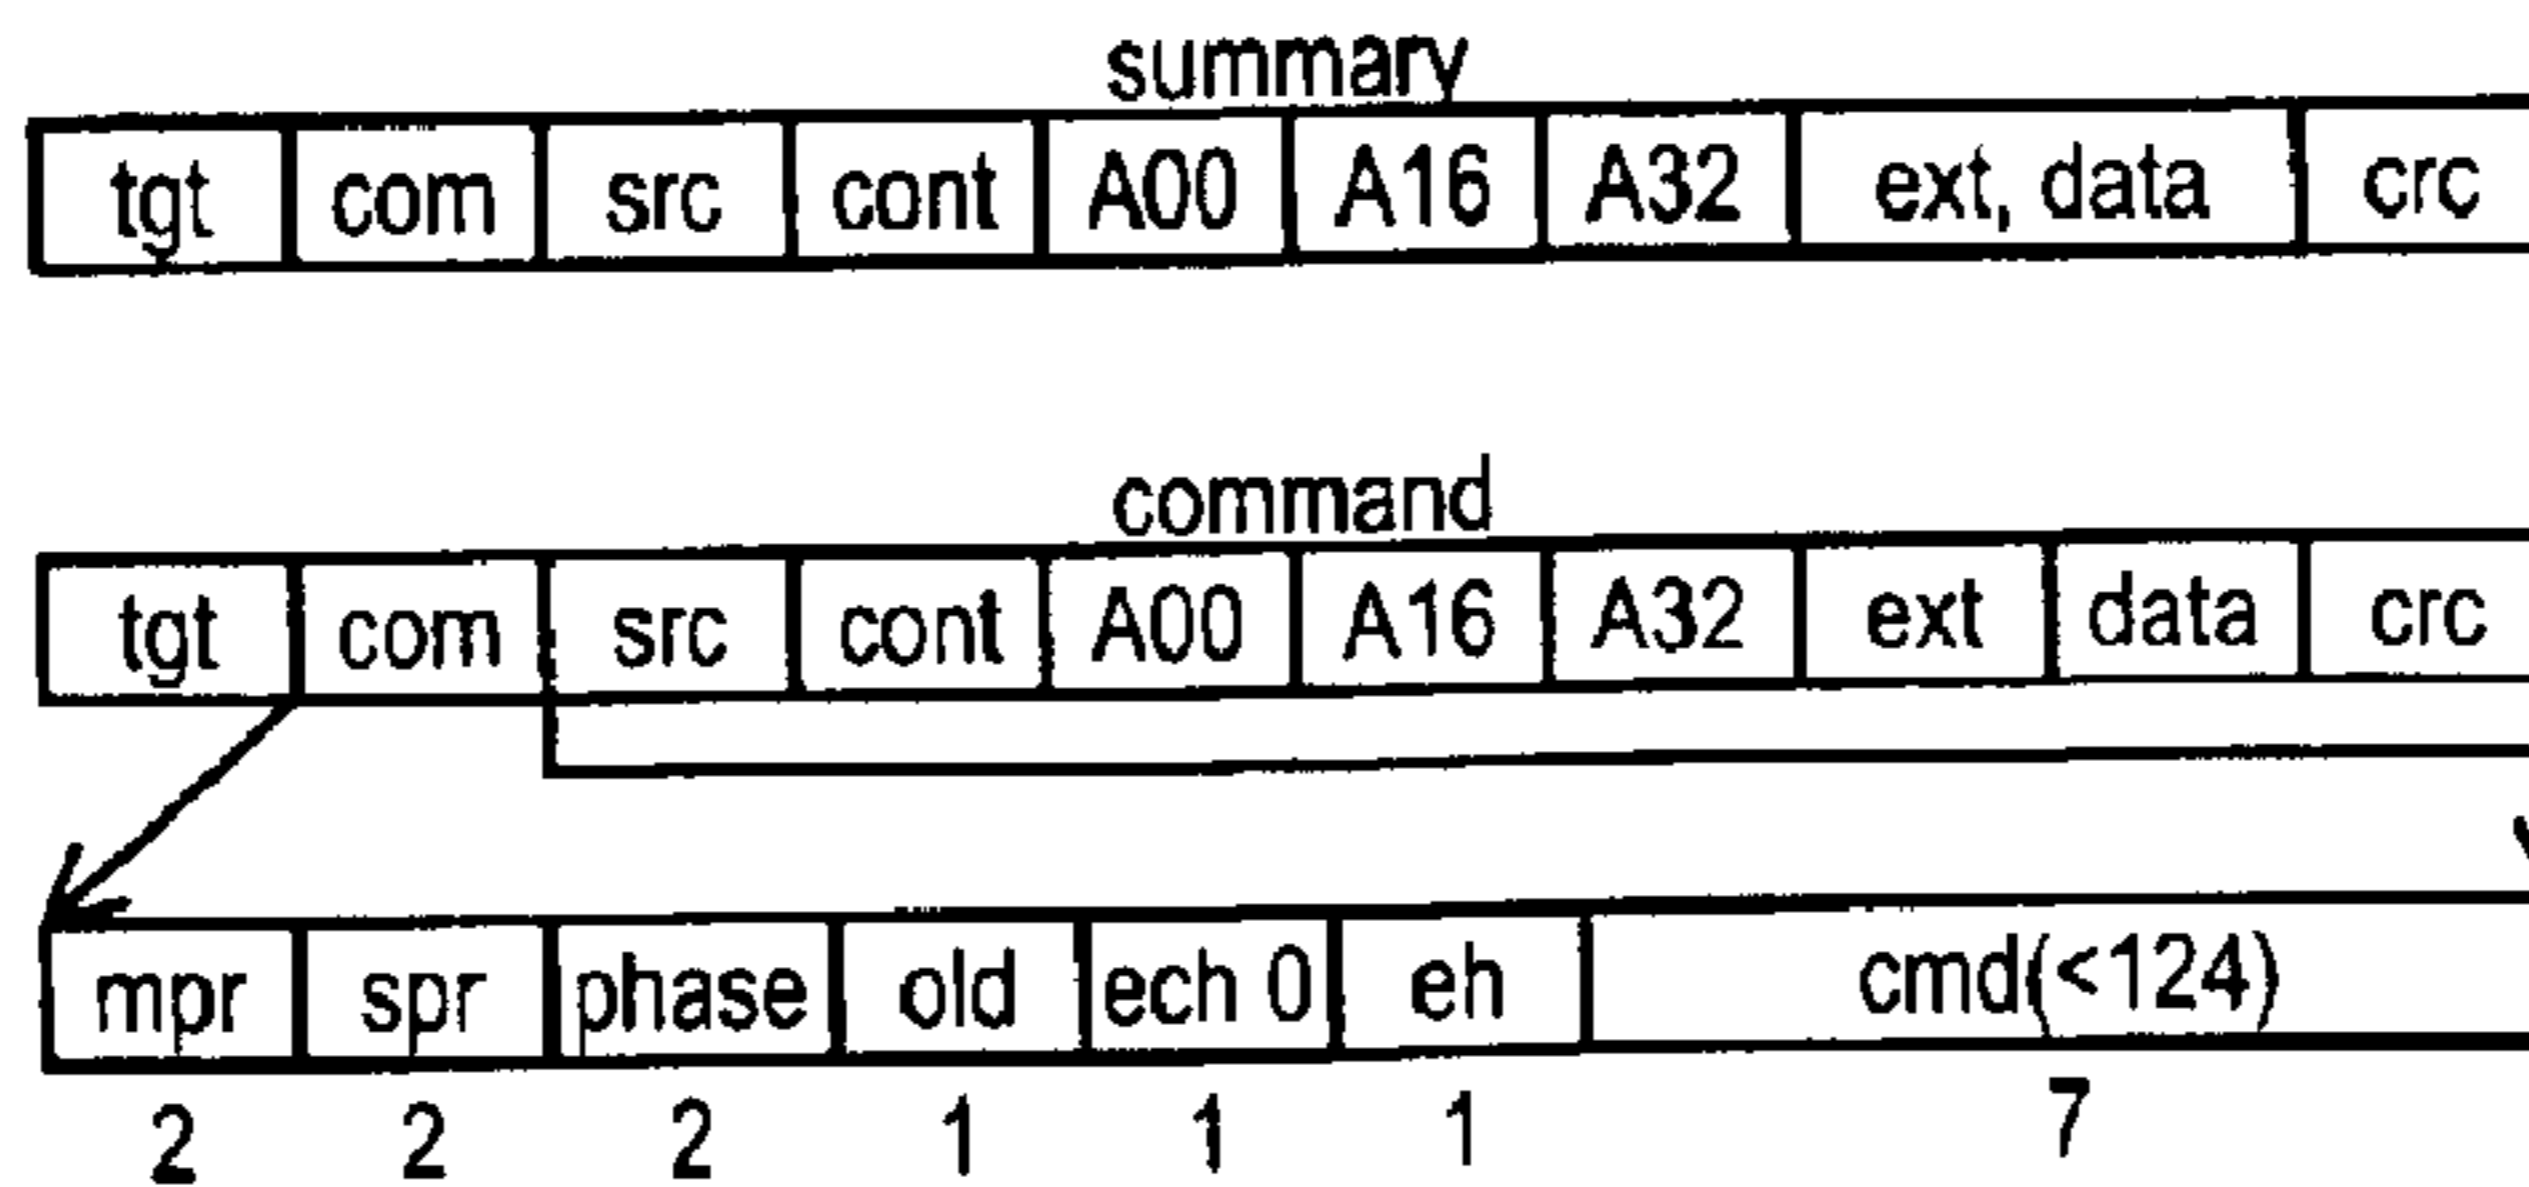 summary
tgt com src cont A00 A16 A32 ext, data crc
command
tgt com src cont A00 A16 A32 ext data crc
mpr spr phase old ech 0 eh cmd(<124)
2 2 2 1 1 1 7